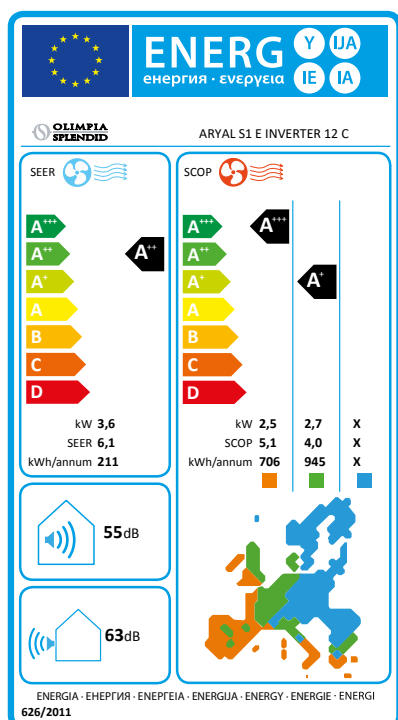 ENERG Y IJA
енергия · ενεργεια IE IA
OLIMPIA
SPLENDID
ARYAL S1 E INVERTER 12 C
SEER
SCOP
A+++
A++
A+
A
B
C
D
A++
A+++
A++
A+
A
B
C
D
A+++
A+
kW 3,6
SEER 6,1
kWh/annum 211
kW 2,5 2,7 X
SCOP 5,1 4,0 X
kWh/annum 706 945 X
55dB
63dB
ENERGIA · ЕНЕРГИЯ · ΕΝΕΡΓΕΙΑ · ENERGIJA · ENERGY · ENERGIE · ENERGI
626/2011